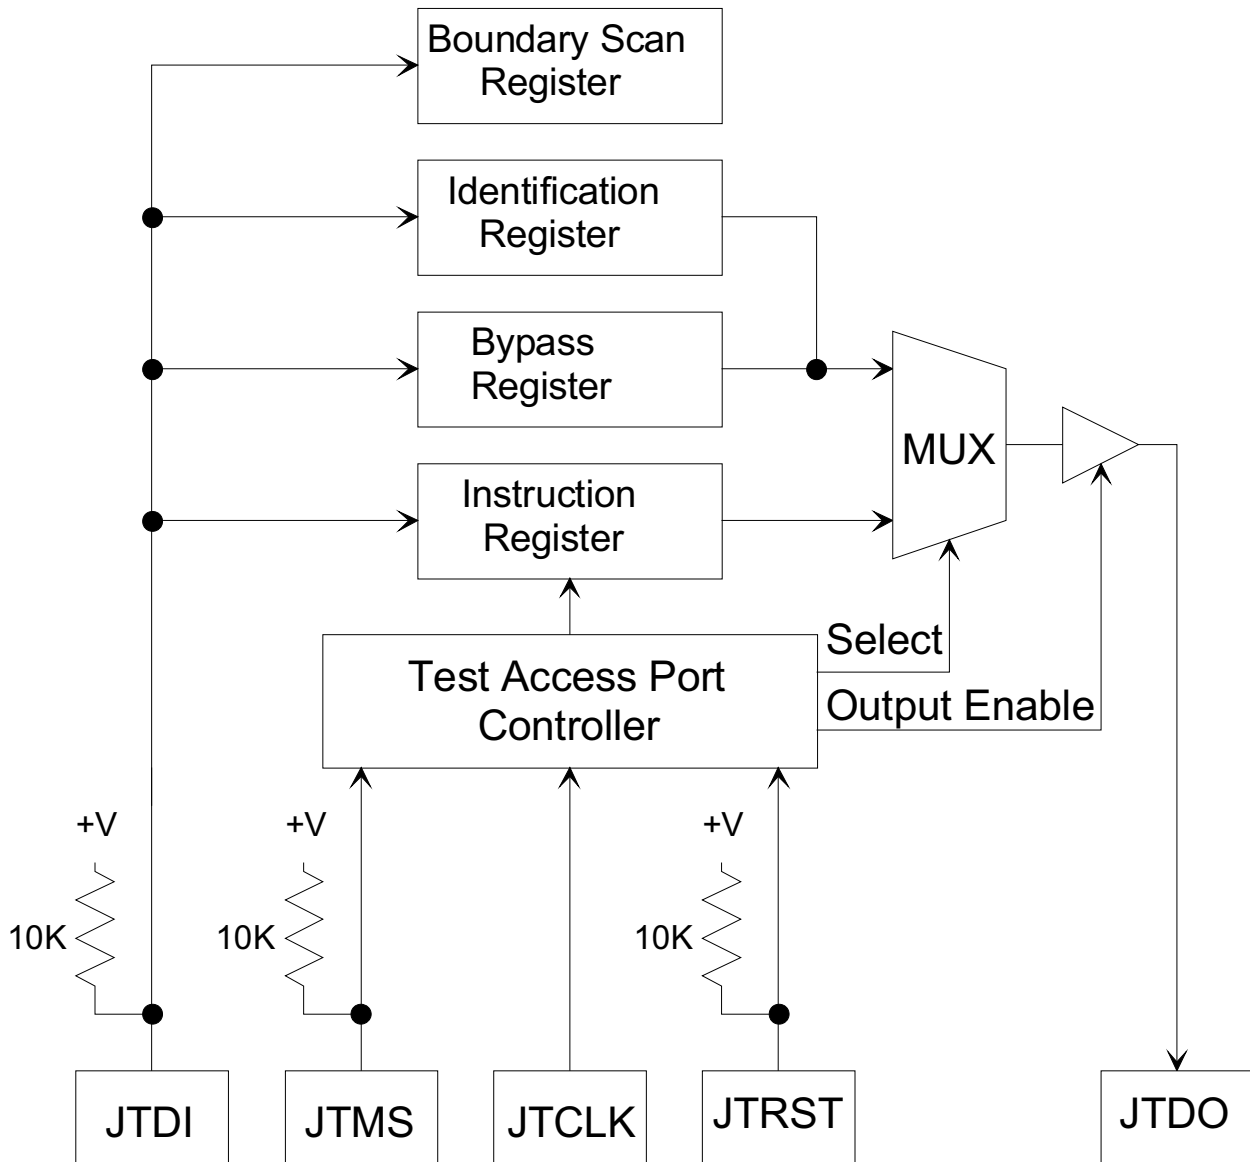 Boundary Scan
Register
Identification
Register
Bypass
Register
MUX
Instruction
Register
Select
Test Access Port
Controller
Output Enable
+V
+V
+V
10K
10K
10K
JTDI
JTMS
JTCLK
JTRST
JTDO